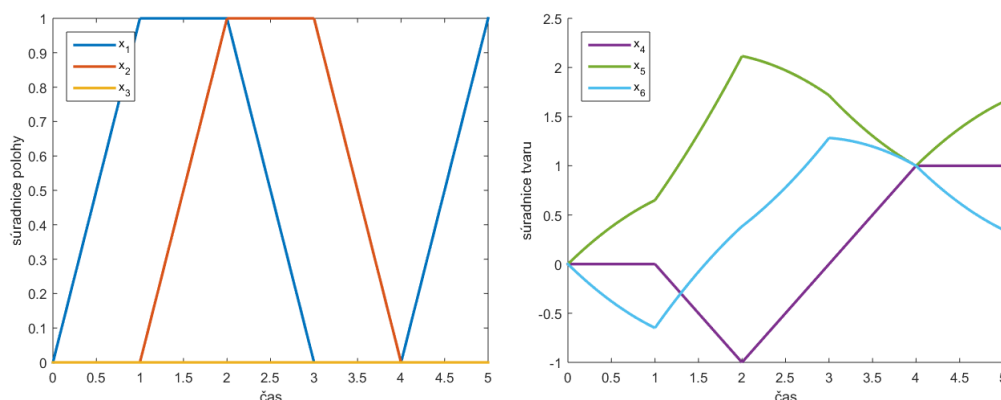 1
0.9
0.8
0.7
0.6
0.5
0.4
0.3
0.2
0.1
0
0 0.5 1 1.5 2 2.5 3 3.5 4 4.5 5
čas
súradnice polohy
x₁
x₂
x₃
2.5
2
1.5
1
0.5
0
-0.5
-1
0 0.5 1 1.5 2 2.5 3 3.5 4 4.5 5
čas
súradnice tvaru
x₄
x₅
x₆